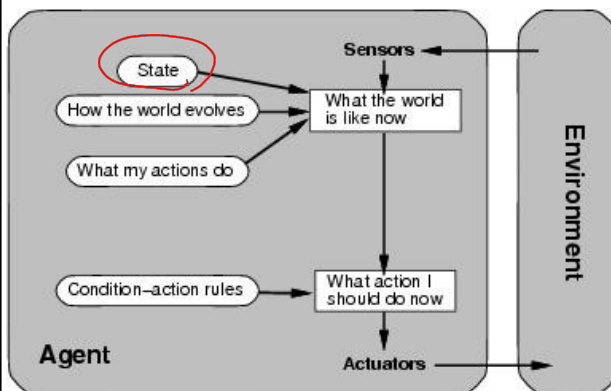 Sensors
State
What the world
is like now
How the world evolves
What my actions do
Environment
Condition–action rules
What action I
should do now
Agent
Actuators